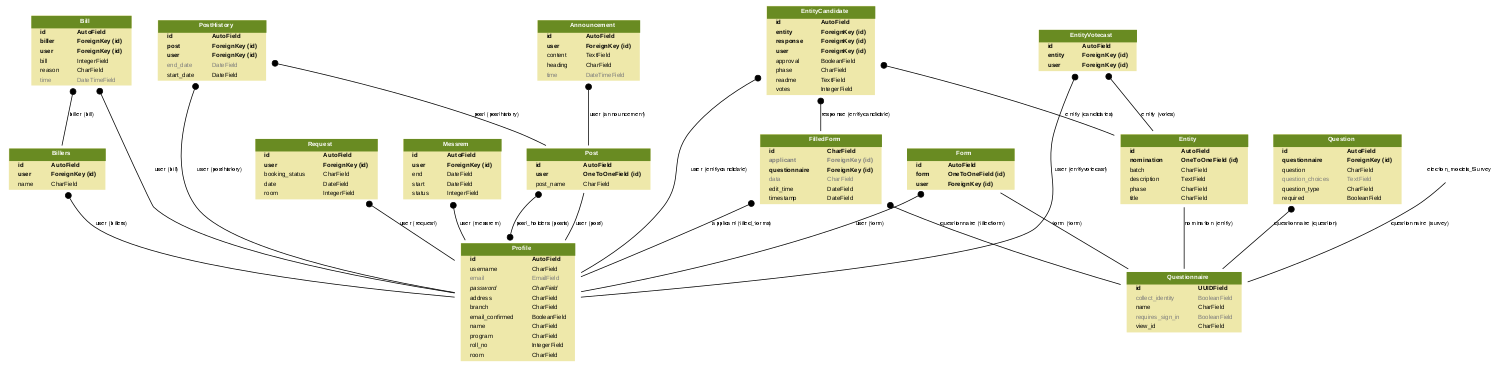 Bill
id AutoField
biller ForeignKey (id)
user ForeignKey (id)
bill IntegerField
reason CharField
time DateTimeField
PostHistory
id AutoField
post ForeignKey (id)
user ForeignKey (id)
end_date DateField
start_date DateField
Announcement
id AutoField
user ForeignKey (id)
content TextField
heading CharField
time DateTimeField
EntityCandidate
id AutoField
entity ForeignKey (id)
response ForeignKey (id)
user ForeignKey (id)
approval BooleanField
phase CharField
readme TextField
votes IntegerField
EntityVotecast
id AutoField
entity ForeignKey (id)
user ForeignKey (id)
biller (bill)
post (posthistory)
user (announcement)
response (entitycandidate)
entity (candidates)
entity (votes)
Billers
id AutoField
user ForeignKey (id)
name CharField
Request
id AutoField
user ForeignKey (id)
booking_status CharField
date DateField
room IntegerField
Messrem
id AutoField
user ForeignKey (id)
end DateField
start DateField
status IntegerField
Post
id AutoField
user OneToOneField (id)
post_name CharField
FilledForm
id CharField
applicant ForeignKey (id)
questionnaire ForeignKey (id)
data CharField
edit_time DateField
timestamp DateField
Form
id AutoField
form OneToOneField (id)
user ForeignKey (id)
Entity
id AutoField
nomination OneToOneField (id)
batch CharField
description TextField
phase CharField
title CharField
Question
id AutoField
questionnaire ForeignKey (id)
question CharField
question_choices TextField
question_type CharField
required BooleanField
user (bill)
user (posthistory)
user (entitycandidate)
user (entityvotecast)
election_models_Survey
user (billers)
user (request)
user (messrem)
post_holders (posts)
user (post)
applicant (filled_forms)
user (form)
questionnaire (filledform)
form (form)
nomination (entity)
questionnaire (question)
questionnaire (survey)
Profile
id AutoField
username CharField
email EmailField
password CharField
address CharField
branch CharField
email_confirmed BooleanField
name CharField
program CharField
roll_no IntegerField
room CharField
Questionnaire
id UUIDField
collect_identity BooleanField
name CharField
requires_sign_in BooleanField
view_id CharField